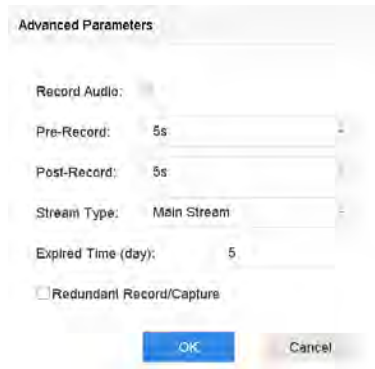 Advanced Parameters
Record Audio:
Pre-Record: 5s
Post-Record: 5s
Stream Type: Main Stream
Expired Time (day): 5
Redundant Record/Capture
OK Cancel